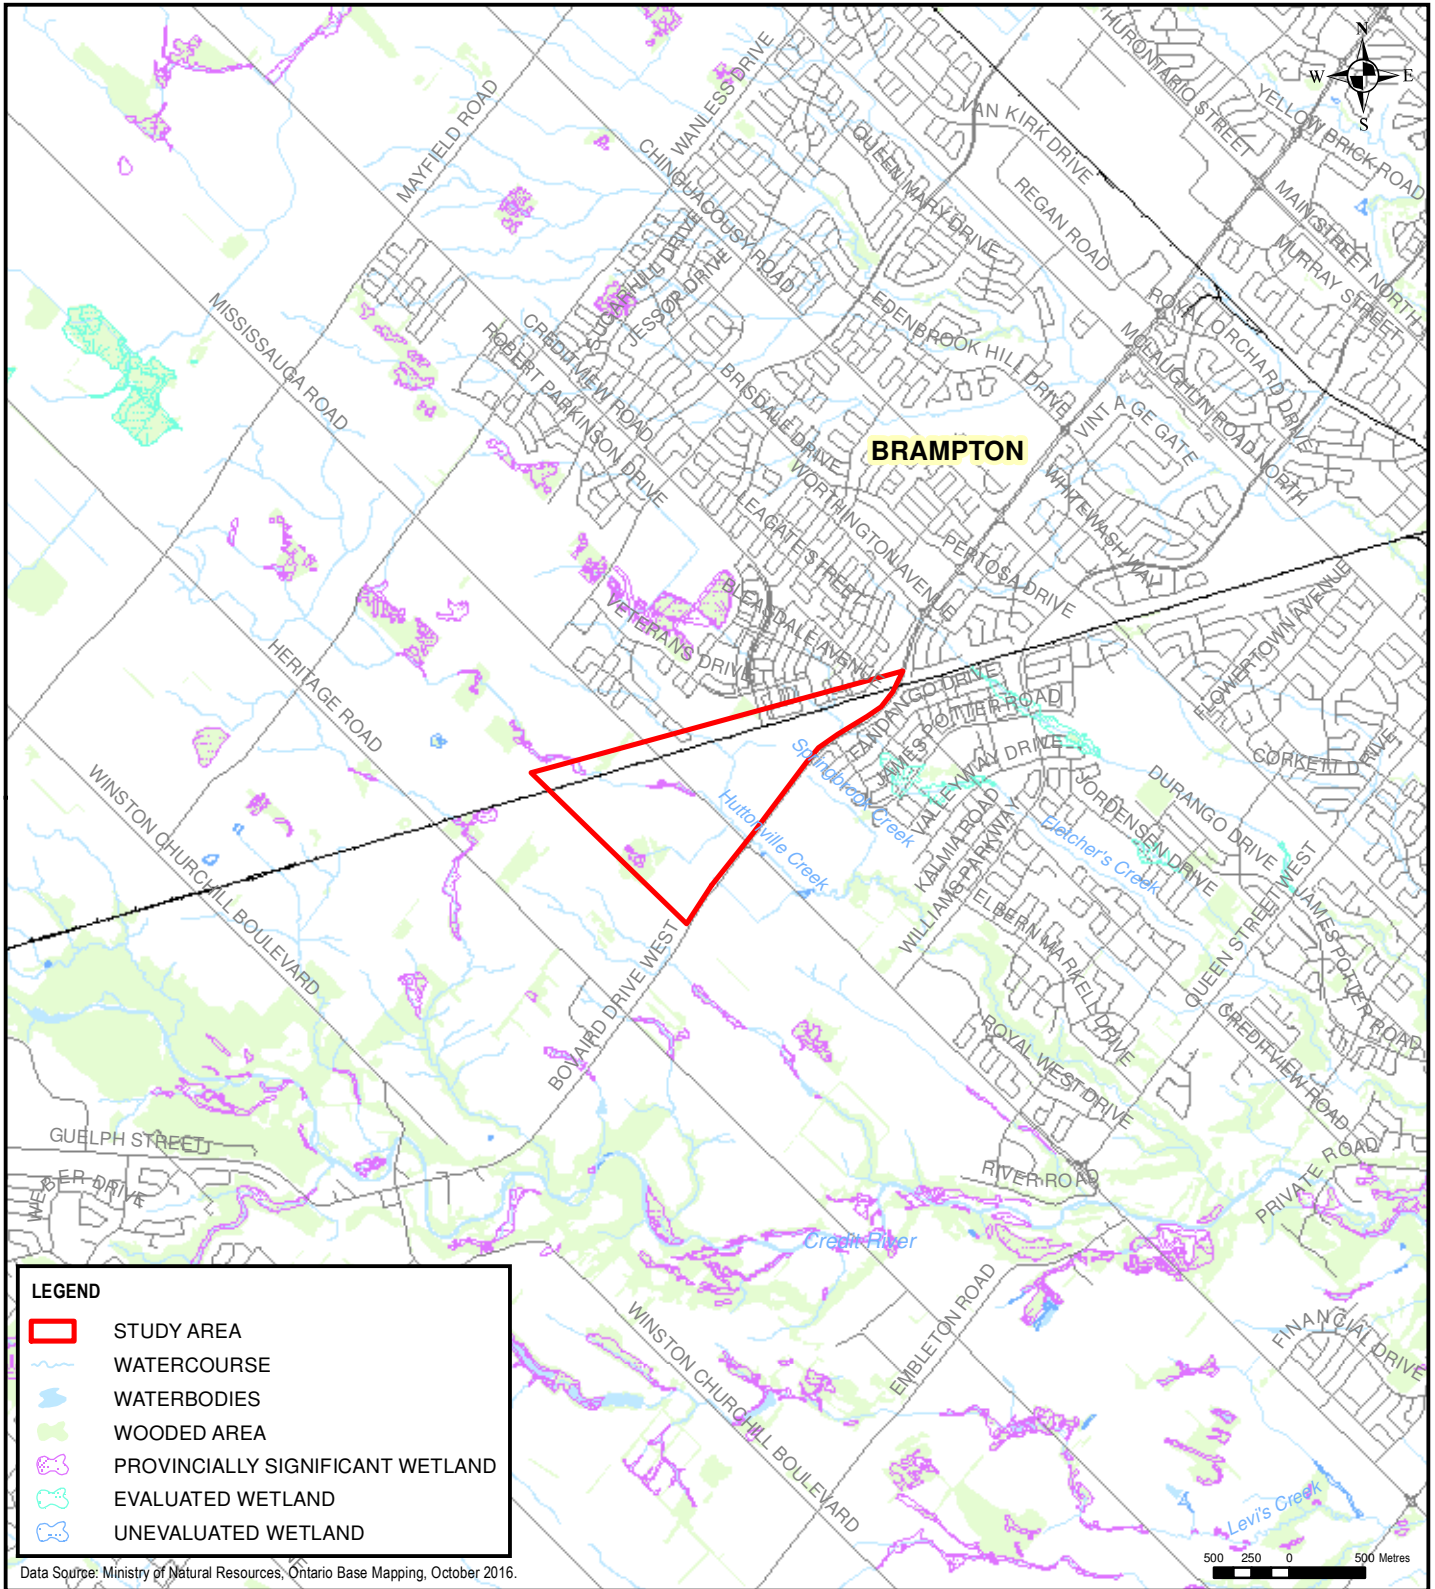 N
W E
S
HURONTARIO STREET
YELLOW BRICK ROAD
VAN KIRK DRIVE
WANLESS DRIVE
MAYFIELD ROAD
CHINGUACOUSY ROAD
QUEEN MARY DRIVE
REGAN ROAD
MAIN STREET NORTH
MURRAY STREET
SUGARHILL DRIVE
JESSOP DRIVE
MISSISSAUGA ROAD
CREDITVIEW ROAD
ROBERT PARKINSON DRIVE
EDENBROOK HILL DRIVE
ROYAL ORCHARD DRIVE
MCLAUGHLIN ROAD NORTH
BRISDALE DRIVE
VINTAGE GATE
BRAMPTON
WORTHINGTON AVENUE
WHITEWASH WAY
LEAGATE STREET
PERTOSA DRIVE
BLEASDALE AVENUE
VETERANS DRIVE
FLOWERTOWN AVENUE
HERITAGE ROAD
FANDANGO DRIVE
JAMES POTTER ROAD
Springbrook Creek
VALLEYWAY DRIVE
CORKETT DRIVE
WINSTON CHURCHILL BOULEVARD
Huttonville Creek
JORDENSEN DRIVE
DURANGO DRIVE
Fletcher's Creek
KALMIA ROAD
WILLIAMS PARKWAY
ELBERN MARKELL DRIVE
QUEEN STREET WEST
JAMES POTTER ROAD
BOVAIRD DRIVE WEST
ROYAL WEST DRIVE
CREDITVIEW ROAD
GUELPH STREET
WEBER DRIVE
RIVER ROAD
PRIVATE ROAD
Credit River
EMBLETON ROAD
FINANCIAL DRIVE
WINSTON CHURCHILL BOULEVARD
Levi's Creek
LEGEND
STUDY AREA
WATERCOURSE
WATERBODIES
WOODED AREA
PROVINCIALLY SIGNIFICANT WETLAND
EVALUATED WETLAND
UNEVALUATED WETLAND
500 250 0 500 Metres
Data Source: Ministry of Natural Resources, Ontario Base Mapping, October 2016.